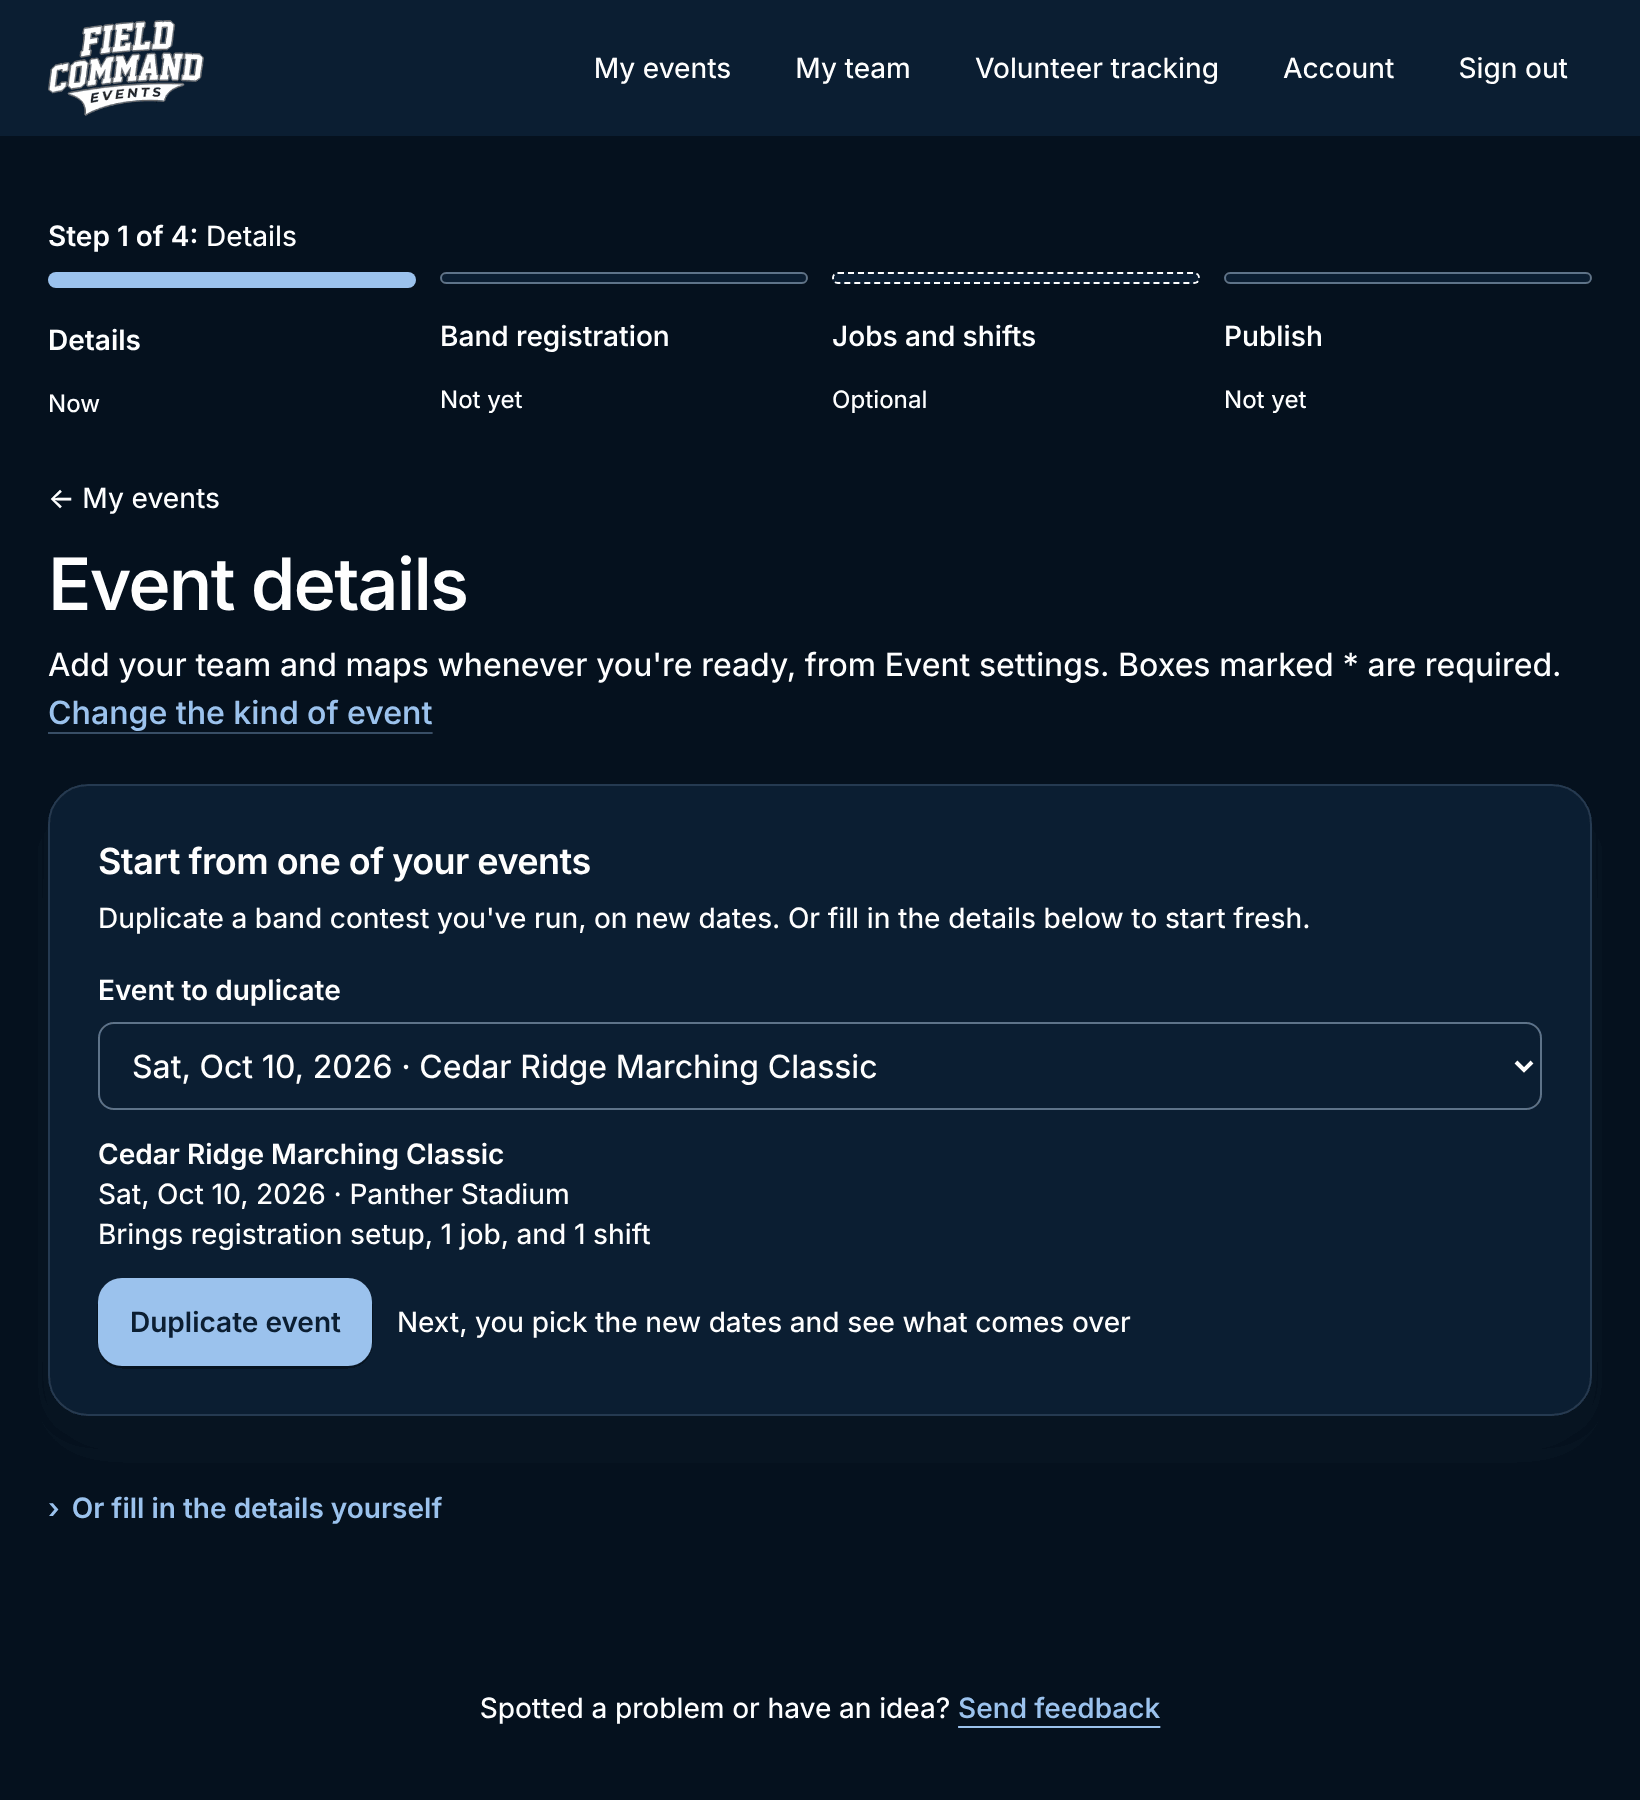 FIELD
COMMAND
EVENTS
My events
My team
Volunteer tracking
Account
Sign out
Step 1 of 4: Details
Details
Now
Band registration
Not yet
Jobs and shifts
Optional
Publish
Not yet
← My events
Event details
Add your team and maps whenever you're ready, from Event settings. Boxes marked * are required.
Change the kind of event
Start from one of your events
Duplicate a band contest you've run, on new dates. Or fill in the details below to start fresh.
Event to duplicate
Sat, Oct 10, 2026 · Cedar Ridge Marching Classic
Cedar Ridge Marching Classic
Sat, Oct 10, 2026 · Panther Stadium
Brings registration setup, 1 job, and 1 shift
Duplicate event
Next, you pick the new dates and see what comes over
› Or fill in the details yourself
Spotted a problem or have an idea? Send feedback